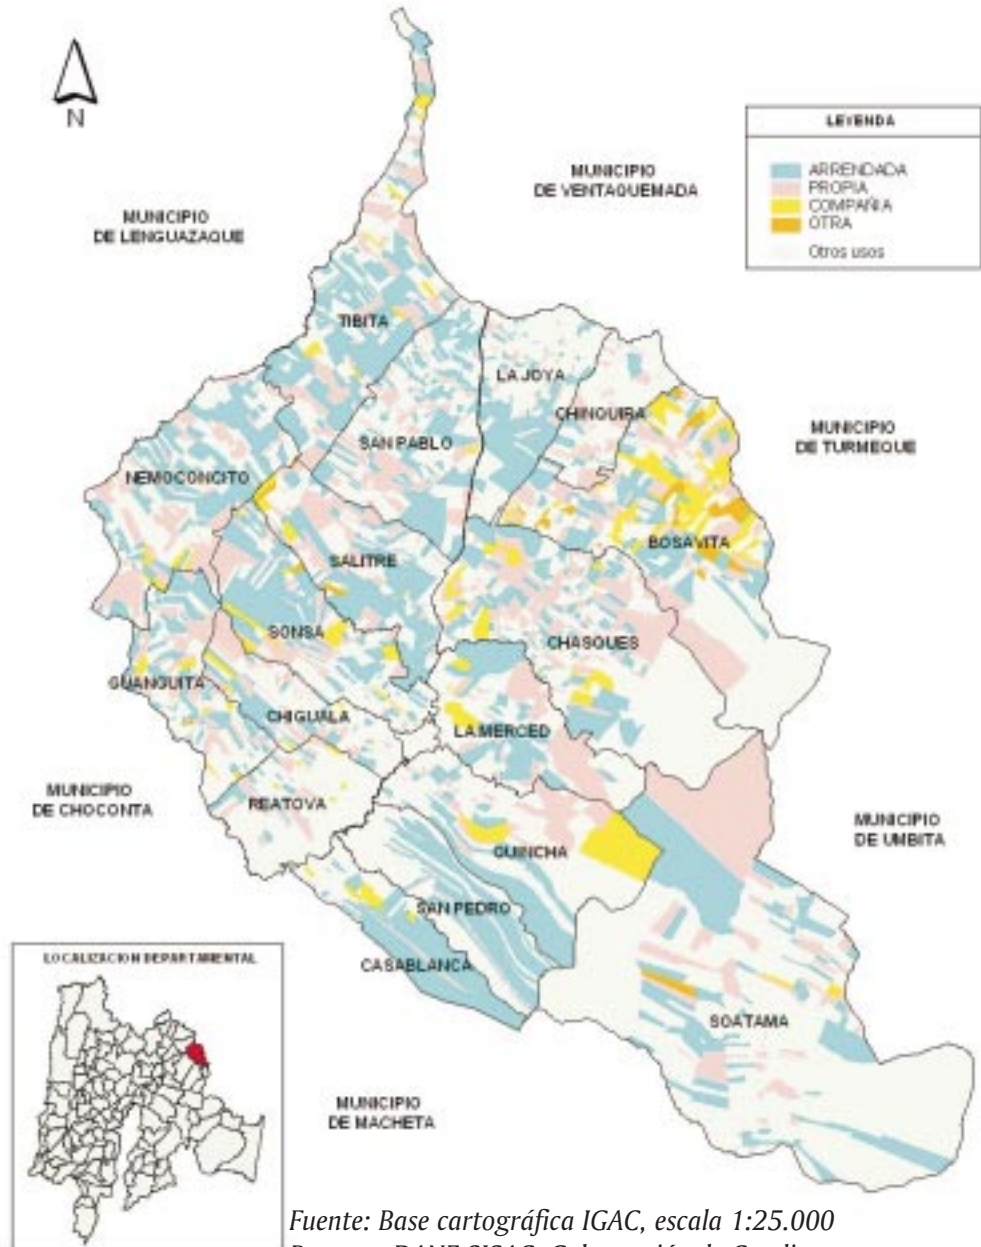 N
LEYENDA
ARRENDADA
PROPIA
COMPAÑIA
OTRA
Otros usos
MUNICIPIO
DE VENTAQUEMADA
MUNICIPIO
DE LENGUAZAQUE
TIBITA
LA JOYA
CHINQUIRA
SAN PABLO
MUNICIPIO
DE TURMEQUE
NEMOCONCITO
BOSAVITA
SALITRE
SONSA
CHASQUES
GUANGUITA
CHIGUALA
LA MERCED
MUNICIPIO
DE CHOCONTA
REATOVA
MUNICIPIO
DE UMBITA
QUINCHA
SAN PEDRO
CASABLANCA
SOATAMA
LOCALIZACION DEPARTAMENTAL
MUNICIPIO
DE MACHETA
Fuente: Base cartográfica IGAC, escala 1:25.000